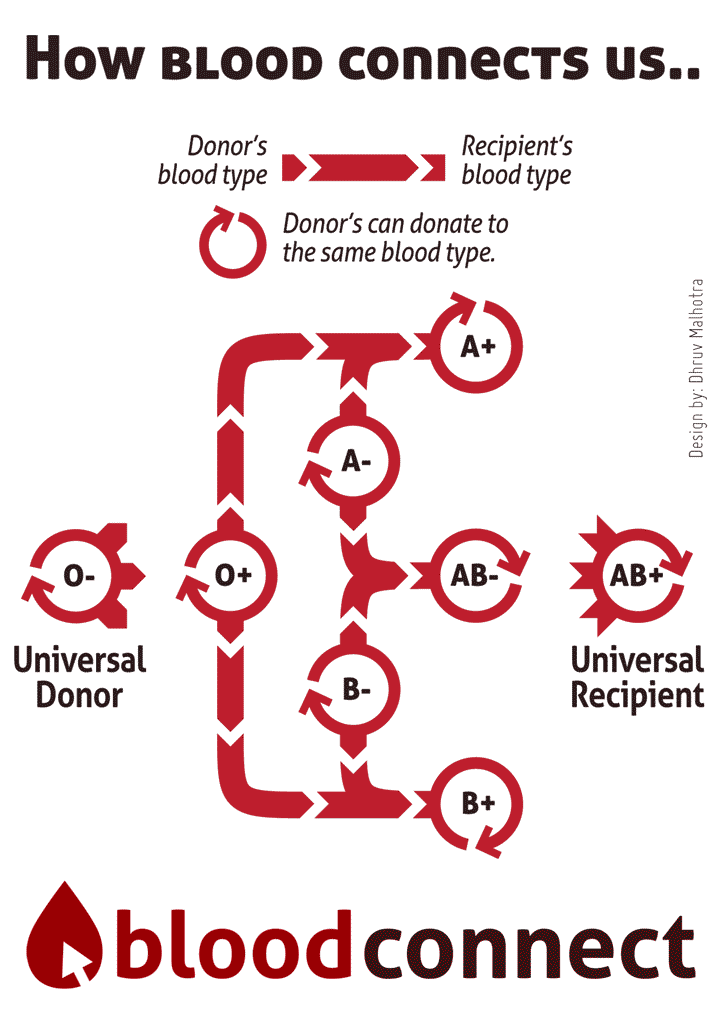 How BLOOD CONNECTS US..
Donor's
blood type
Recipient's
blood type
Donor's can donate to
the same blood type.
Design by: Dhruv Malhotra
A+
A-
O-
O+
AB-
AB+
Universal
Donor
Universal
Recipient
B-
B+
bloodconnect